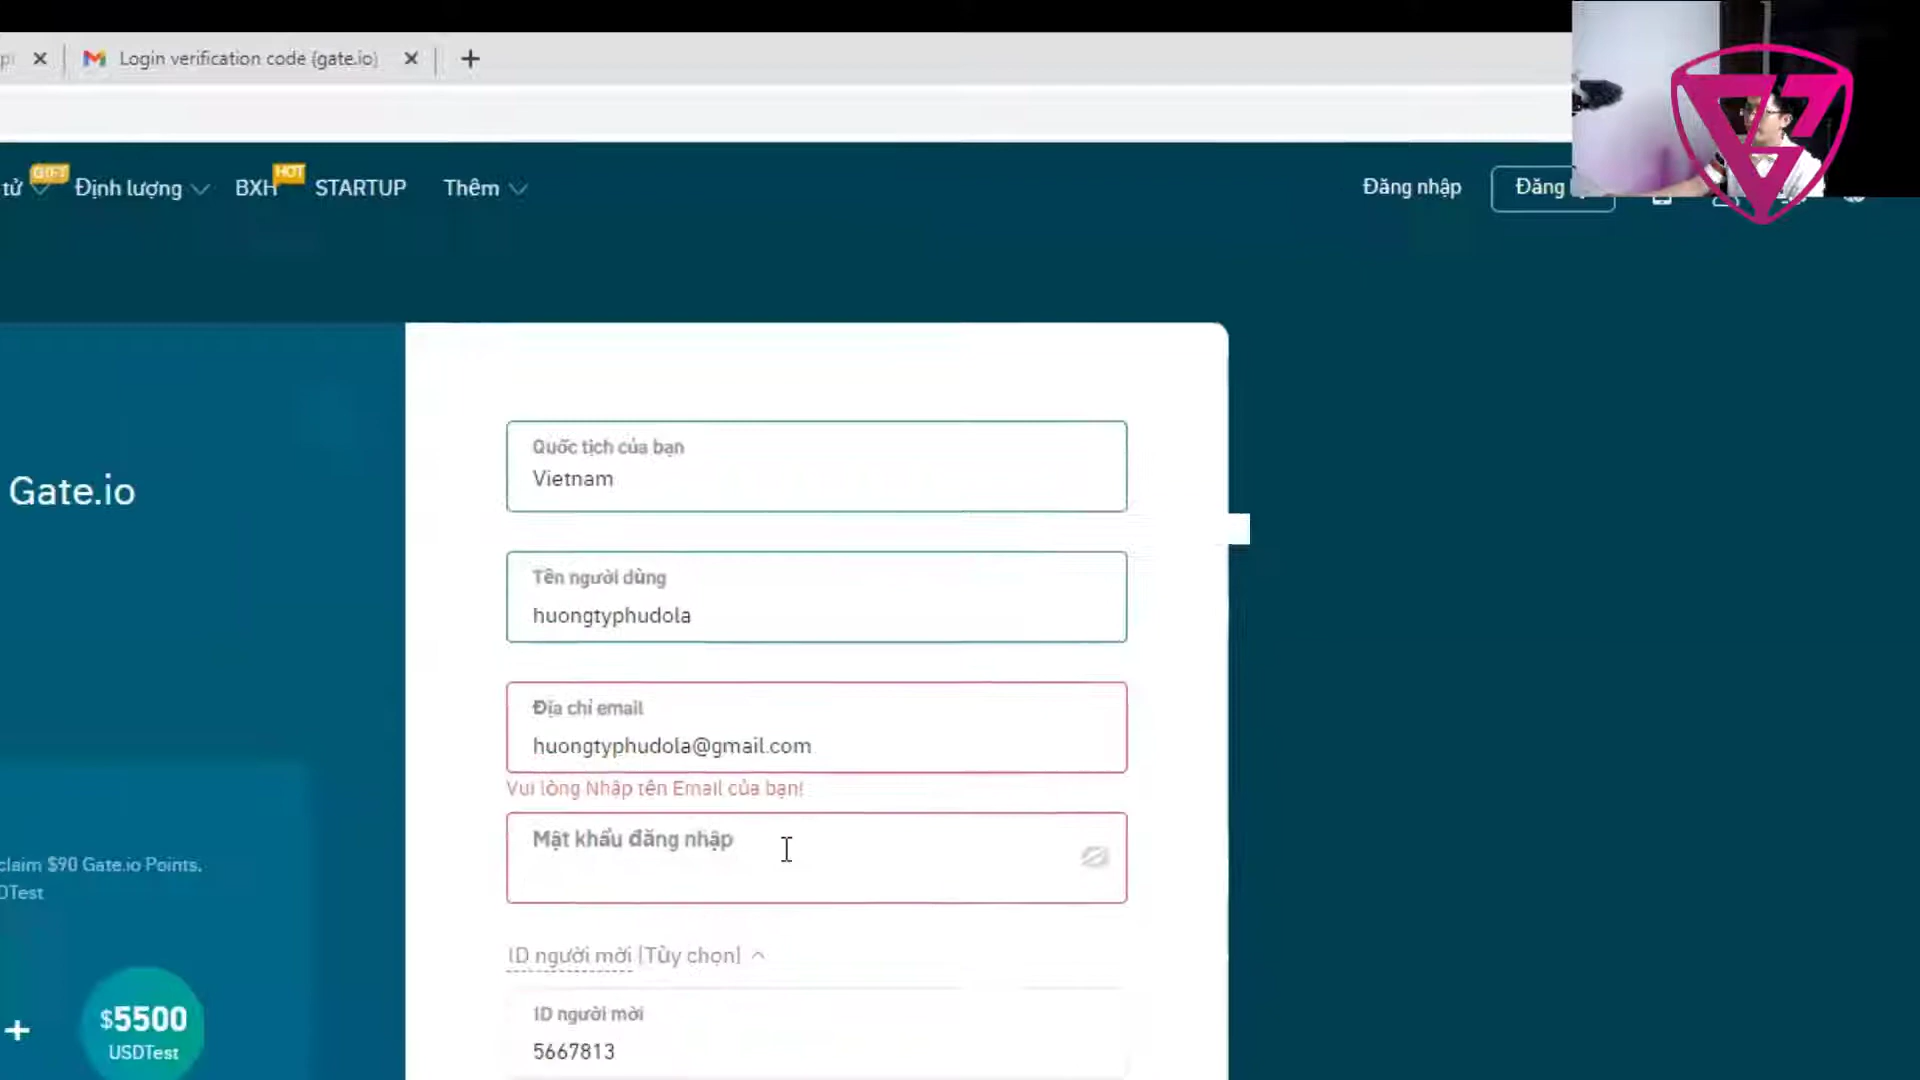 Login verification code (gate.io)
tử
GIFT
Định lượng
BXH
HOT
STARTUP
Thêm
Đăng nhập
Đăng
Gate.io
Quốc tịch của bạn
Vietnam
Tên người dùng
huongtyphudola
Địa chỉ email
huongtyphudola@gmail.com
Vui lòng Nhập tên Email của bạn!
Mật khẩu đăng nhập
claim $90 Gate.io Points,
DTest
ID người mời [Tùy chọn]
ID người mời
5667813
+
$5500
USDTest